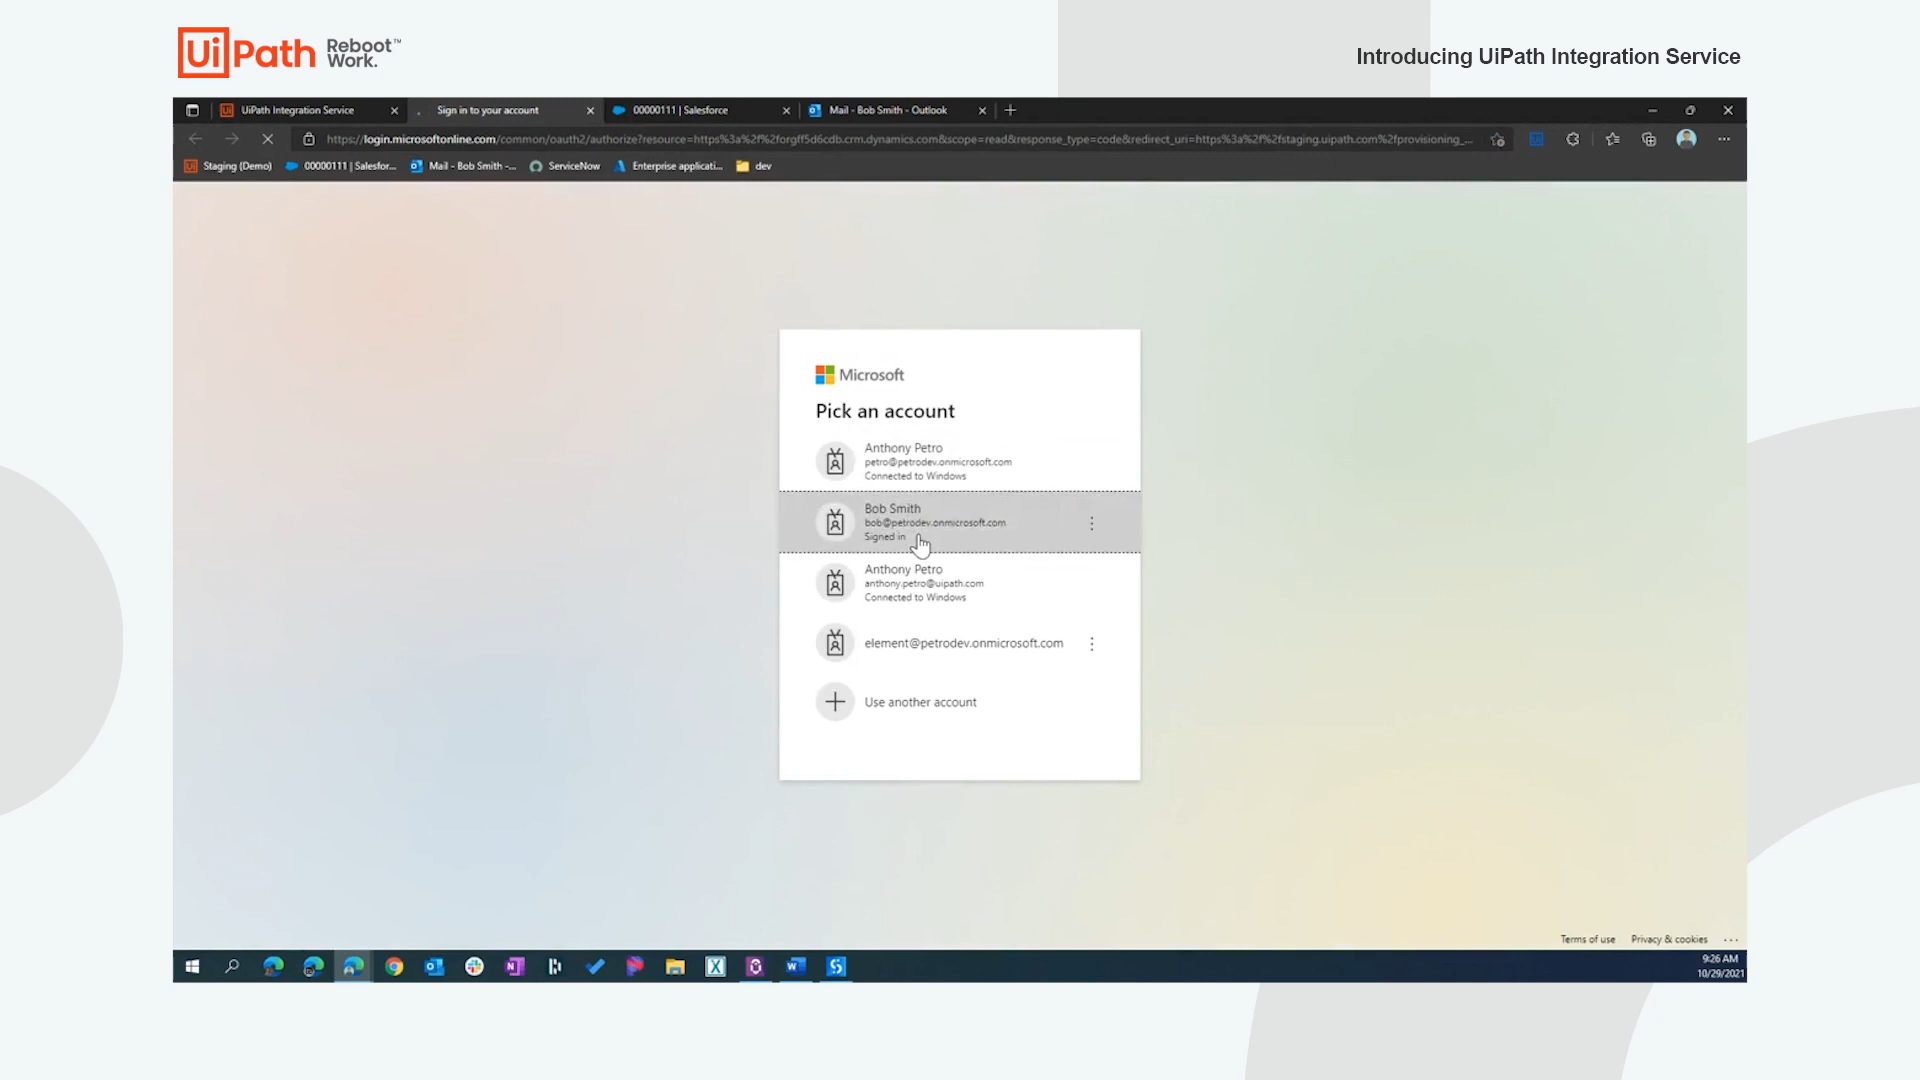 UiPath Reboot™ Work.
Introducing UiPath Integration Service
UiPath Integration Service
Sign in to your account
00000111 | Salesforce
Mail - Bob Smith - Outlook
https://login.microsoftonline.com/common/oauth2/authorize?resource=https%3a%2f%2forgff5d6cdb.crm.dynamics.com&scope=read&response_type=code&redirect_uri=https%3a%2f%2fstaging.uipath.com%2fprovisioning_...
Staging (Demo)
00000111 | Salesfor...
Mail - Bob Smith -...
ServiceNow
Enterprise applicati...
dev
Microsoft
Pick an account
Anthony Petro
petro@petrodev.onmicrosoft.com
Connected to Windows
Bob Smith
bob@petrodev.onmicrosoft.com
Signed in
Anthony Petro
anthony.petro@uipath.com
Connected to Windows
element@petrodev.onmicrosoft.com
Use another account
Terms of use
Privacy & cookies
9:26 AM
10/29/2021